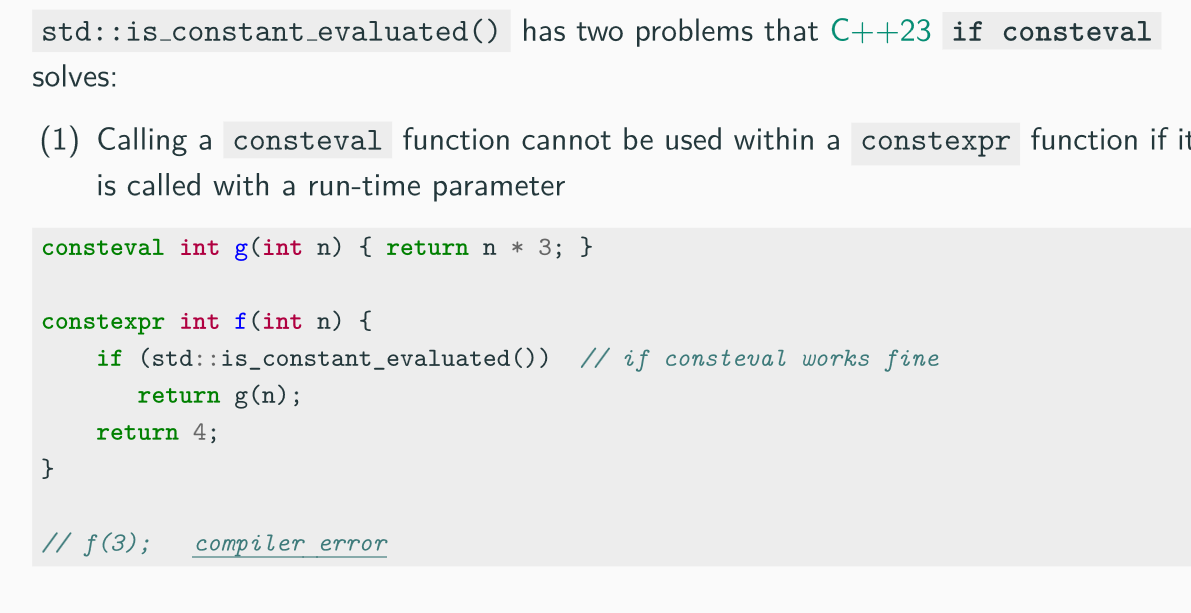 std::is_constant_evaluated() has two problems that C++23 if consteval
solves:
(1) Calling a consteval function cannot be used within a constexpr function if it
is called with a run-time parameter
consteval int g(int n) { return n * 3; }
constexpr int f(int n) {
if (std::is_constant_evaluated()) // if consteval works fine
return g(n);
return 4;
}
// f(3); compiler error